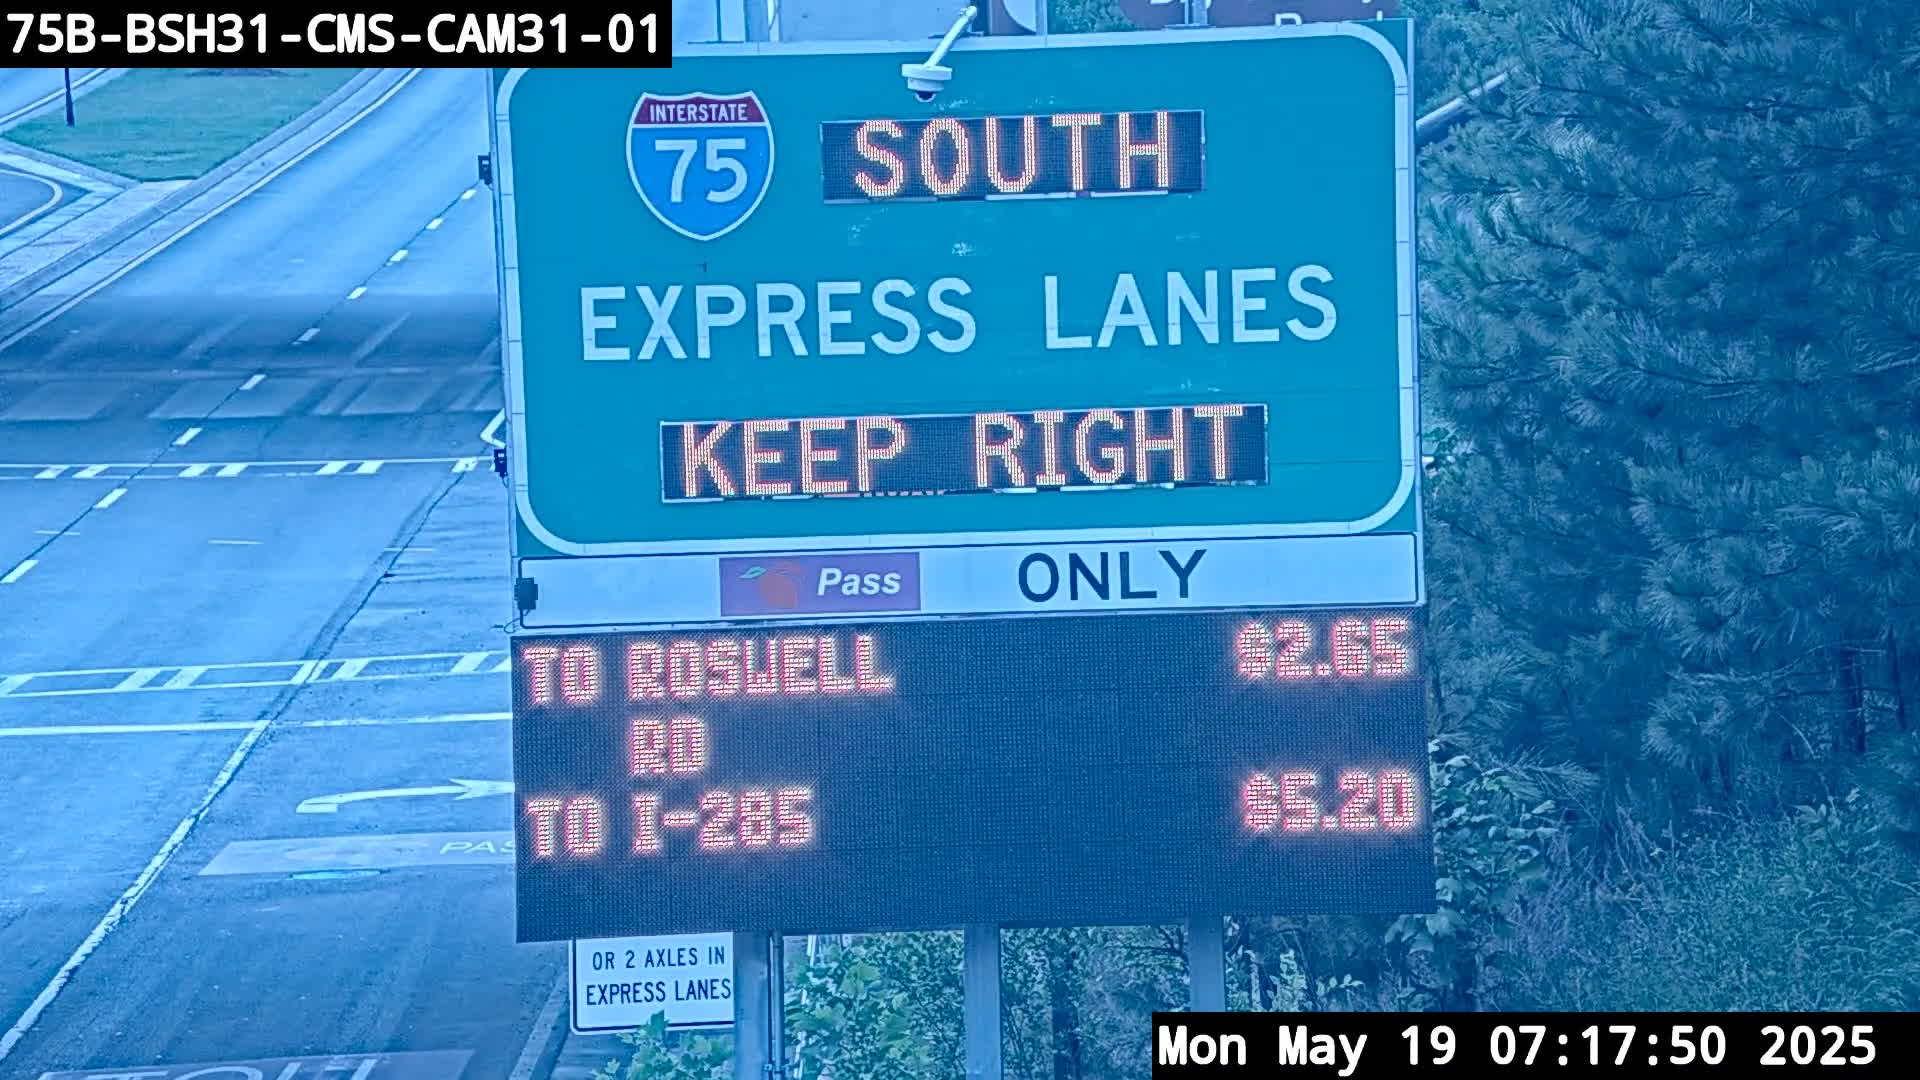 75B-BSH31-CMS-CAM31-01
INTERSTATE
75
SOUTH
EXPRESS LANES
KEEP RIGHT
Pass ONLY
TO ROSWELL $2.65
RD
TO I-285 $5.20
OR 2 AXLES IN
EXPRESS LANES
Mon May 19 07:17:50 2025